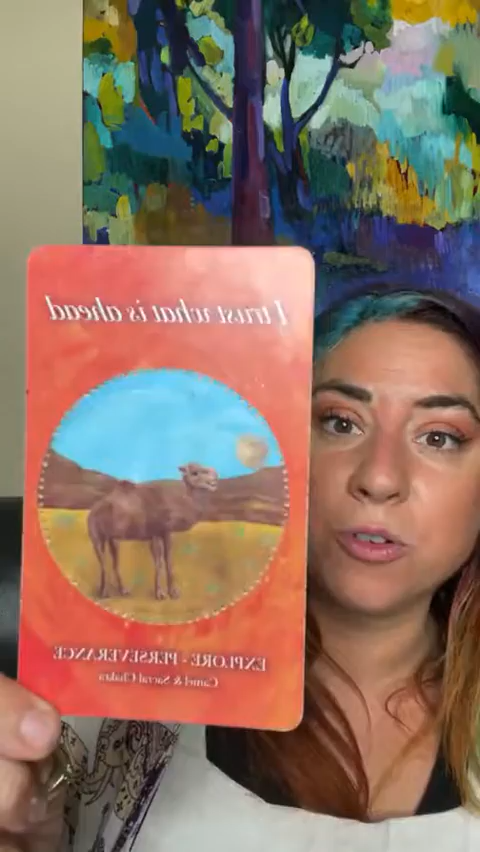 I trust what is ahead
EXPLORE - PERSEVERANCE
Camel & Sacral Chakra